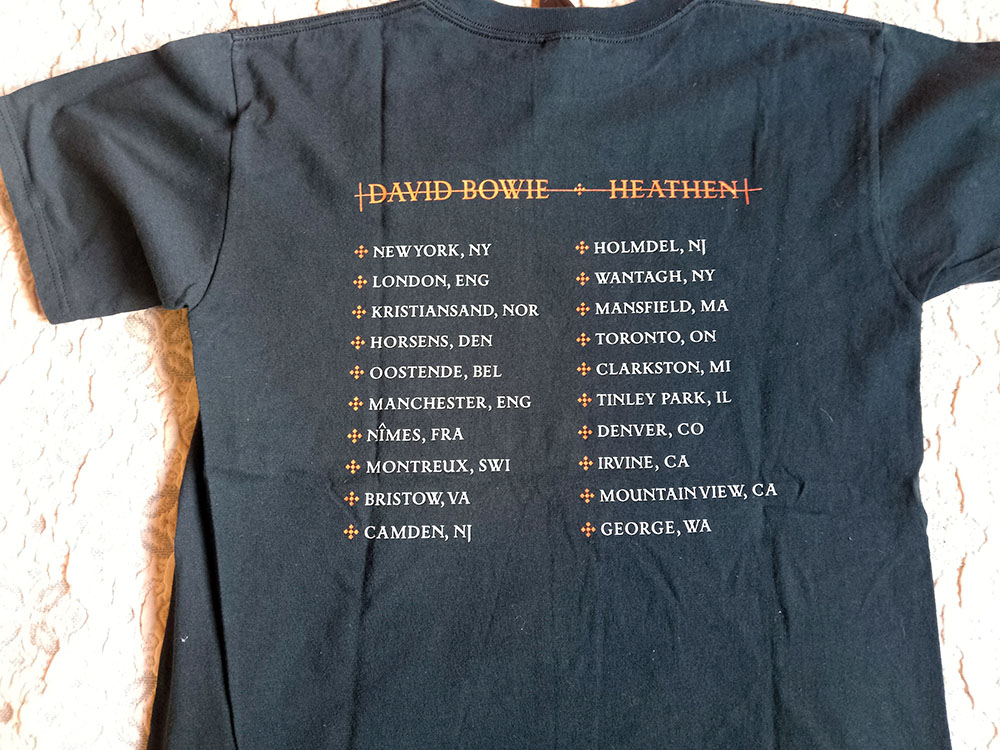 DAVID BOWIE HEATHEN
NEW YORK, NY
LONDON, ENG
KRISTIANSAND, NOR
HORSENS, DEN
OOSTENDE, BEL
MANCHESTER, ENG
NÎMES, FRA
MONTREUX, SWI
BRISTOW, VA
CAMDEN, NJ
HOLMDEL, NJ
WANTAGH, NY
MANSFIELD, MA
TORONTO, ON
CLARKSTON, MI
TINLEY PARK, IL
DENVER, CO
IRVINE, CA
MOUNTAIN VIEW, CA
GEORGE, WA